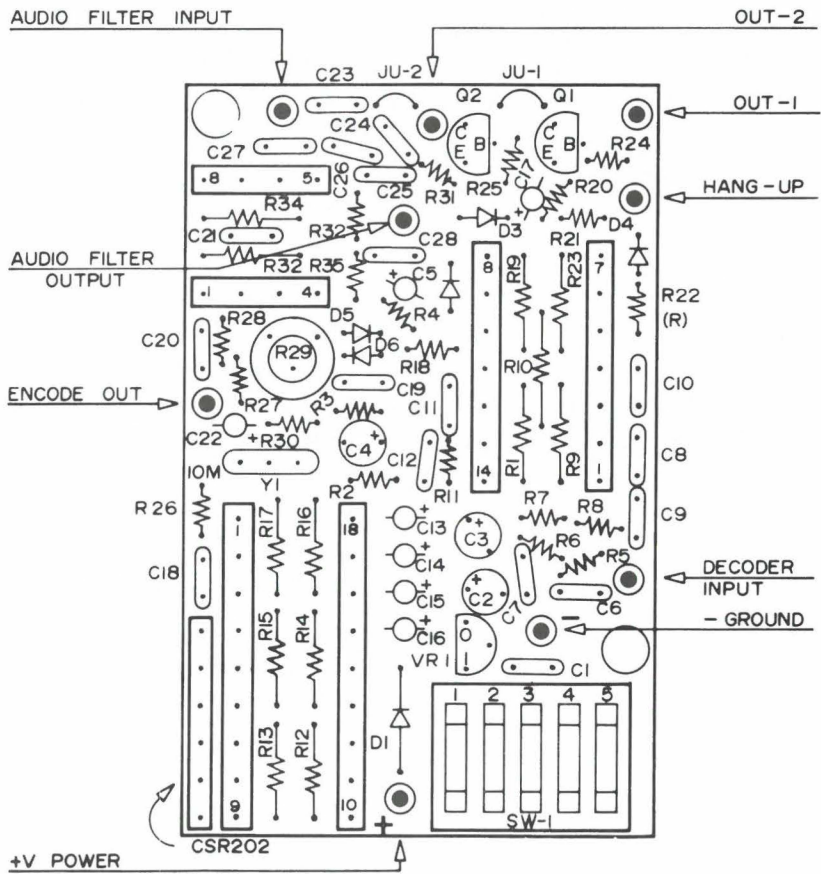 AUDIO FILTER INPUT
OUT-2
C23
JU-2
JU-1
Q2
Q1
OUT-1
C24
C27
C
E
B
C
E
B
R24
C26
C25
R31
R25
C17
R20
HANG-UP
8
5
R34
R32
+
D3
D4
C21
C28
R21
AUDIO FILTER
OUTPUT
R32
R35
+
C5
8
R19
R23
7
1
4
R4
R22
(R)
C20
R28
D5
D6
R29
R18
R10
C10
C19
ENCODE OUT
R27
R3
C11
C22
+
R30
+
C4
C12
R1
R9
C8
10M
Y1
R2
R11
14
1
R26
1
R17
R16
18
+
C13
+
C3
R7
R8
C9
+
C14
R6
R5
DECODER
INPUT
C18
+
C15
+
C2
C7
C6
R15
R14
+
C16
O
-
- GROUND
VR1
I
C1
1
2
3
4
5
R13
R12
D1
9
10
+
SW-1
CSR202
+V POWER